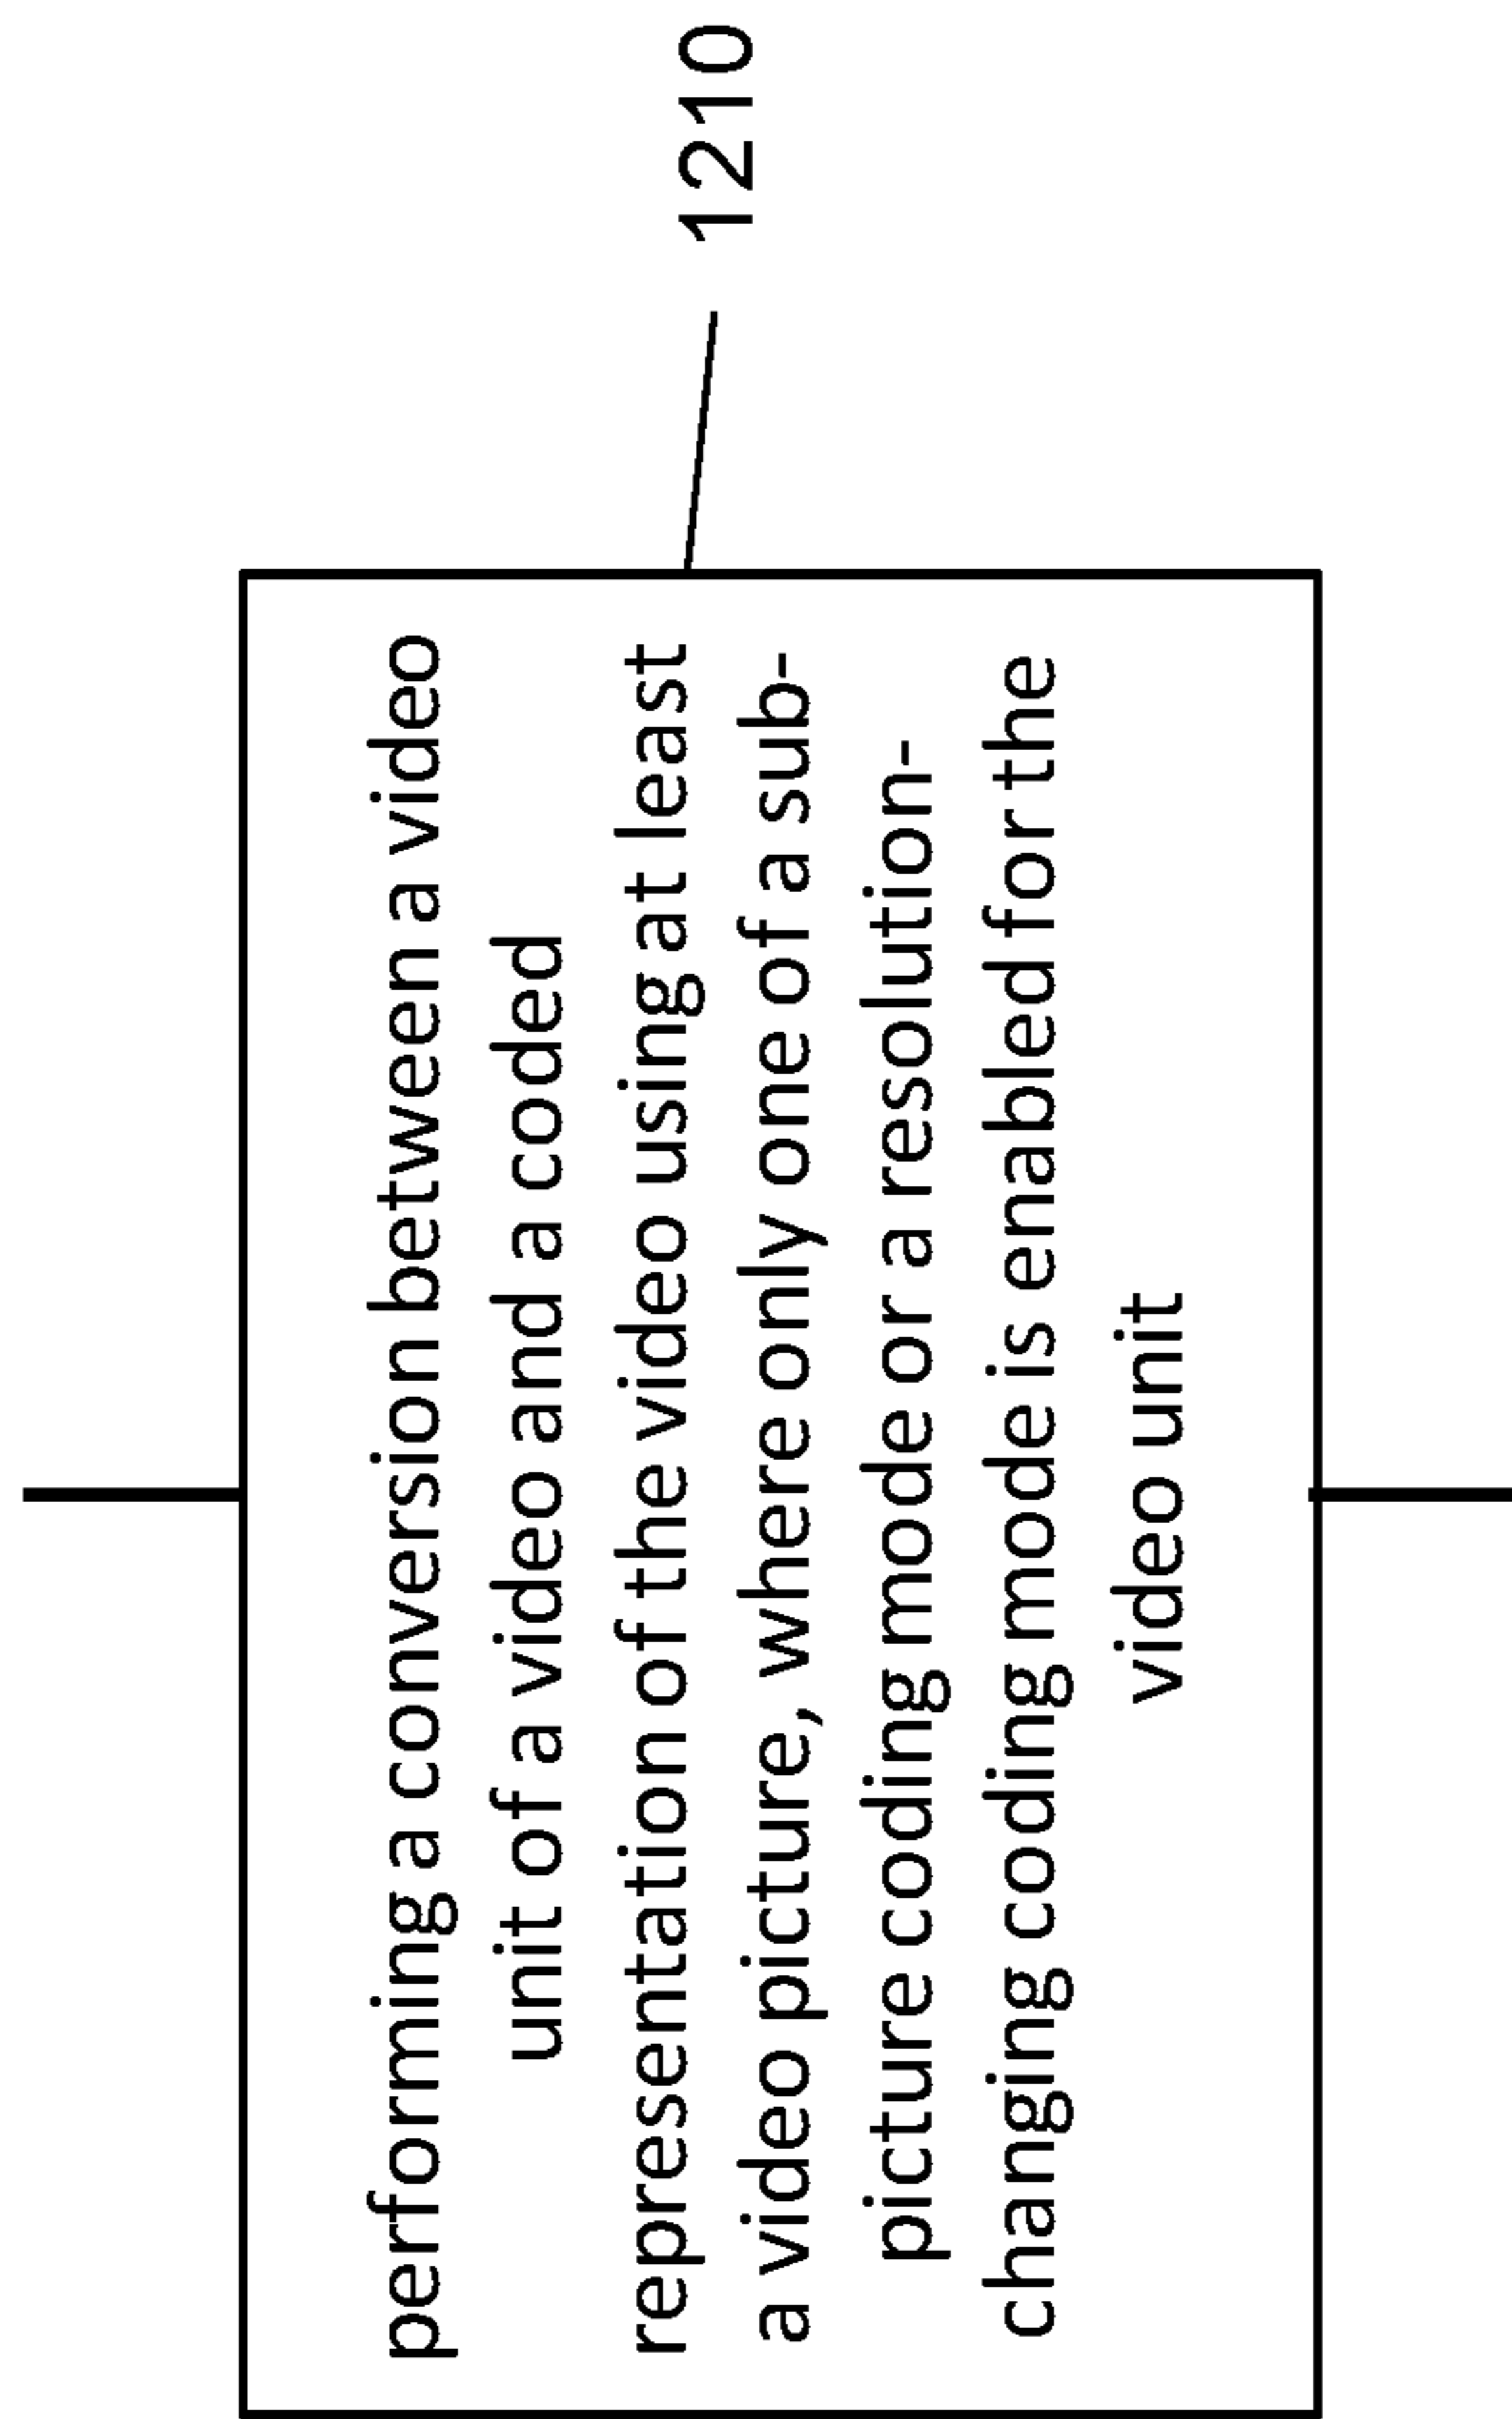 performing a conversion between a video
unit of a video and a coded
representation of the video using at least
a video picture, where only one of a sub-
picture coding mode or a resolution-
changing coding mode is enabled for the
video unit
1210